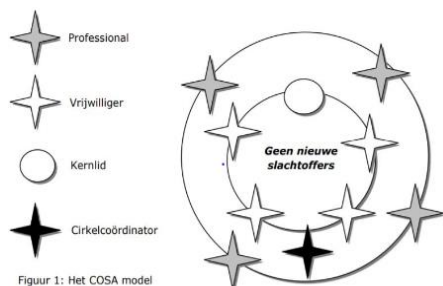 Professional
Vrijwilliger
Kernlid
Cirkelcoördinator
Geen nieuwe
slachtoffers
Figuur 1: Het COSA model